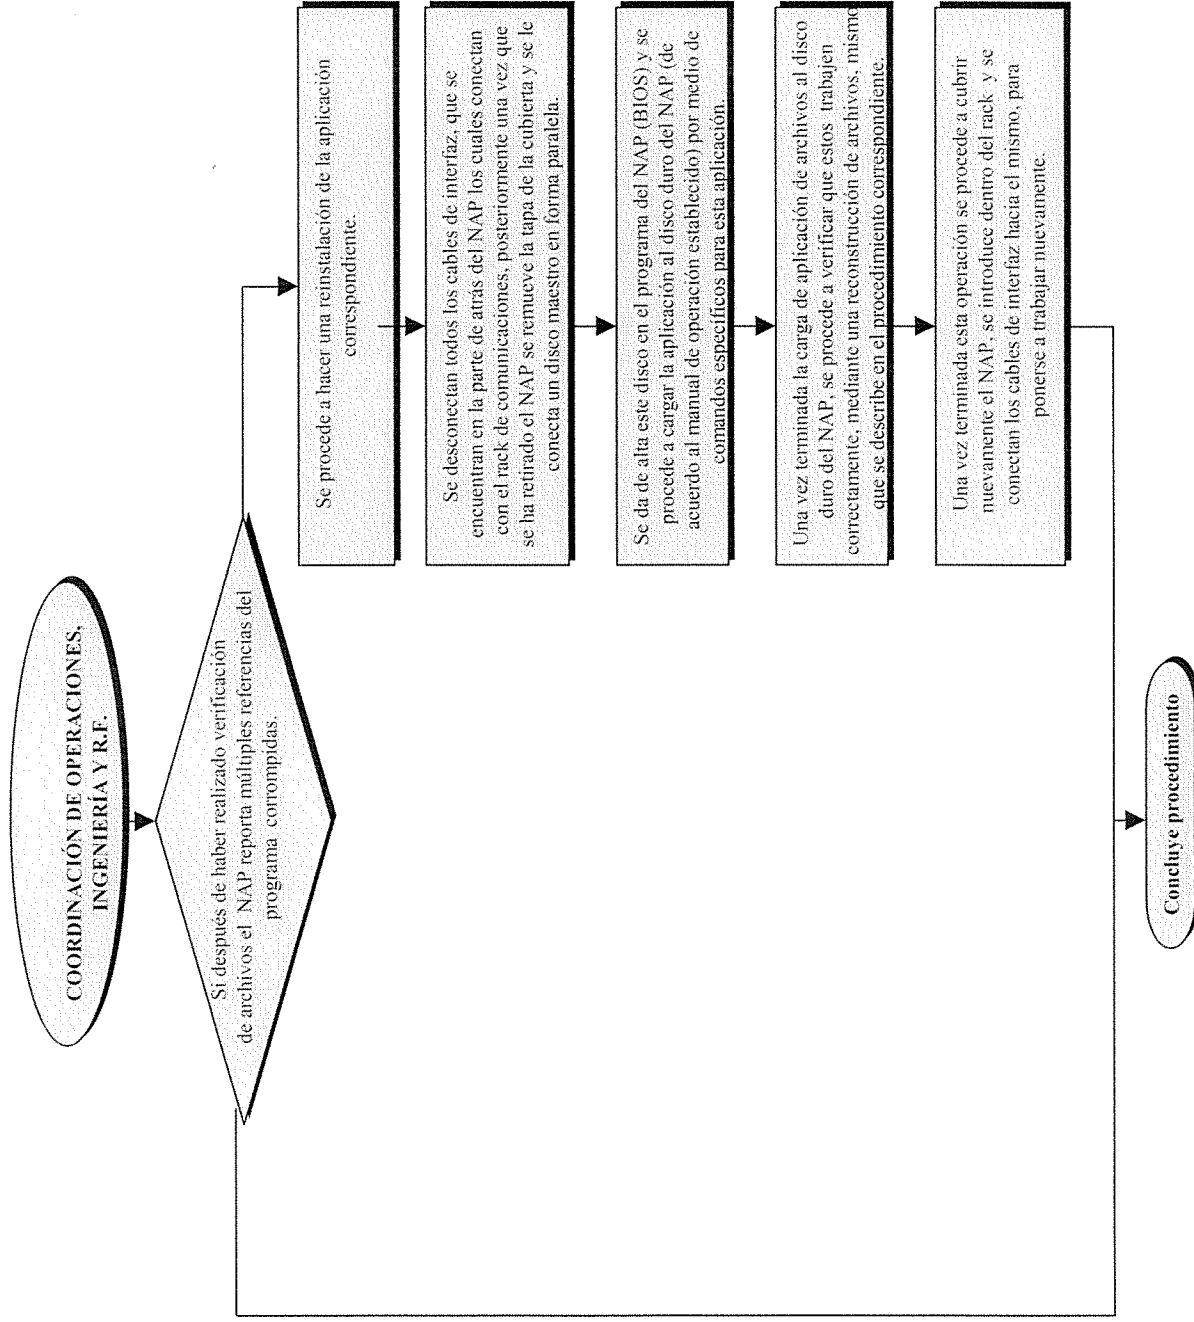 COORDINACIÓN DE OPERACIONES,
INGENIERÍA Y R.F.
Si después de haber realizado verificación
de archivos el NAP reporta múltiples referencias del
programa corrompidas.
Se procede a hacer una reinstalación de la aplicación
correspondiente.
Se desconectan todos los cables de interfaz, que se
encuentran en la parte de atrás del NAP los cuales conectan
con el rack de comunicaciones, posteriormente una vez que
se ha retirado el NAP se remueve la tapa de la cubierta y se le
conecta un disco maestro en forma paralela.
Se da de alta este disco en el programa del NAP (BIOS) y se
procede a cargar la aplicación al disco duro del NAP (de
acuerdo al manual de operación establecido) por medio de
comandos específicos para esta aplicación.
Una vez terminada la carga de aplicación de archivos al disco
duro del NAP, se procede a verificar que estos trabajen
correctamente, mediante una reconstrucción de archivos, mismo
que se describe en el procedimiento correspondiente.
Una vez terminada esta operación se procede a cubrir
nuevamente el NAP, se introduce dentro del rack y se
conectan los cables de interfaz hacia el mismo, para
ponerse a trabajar nuevamente.
Concluye procedimiento